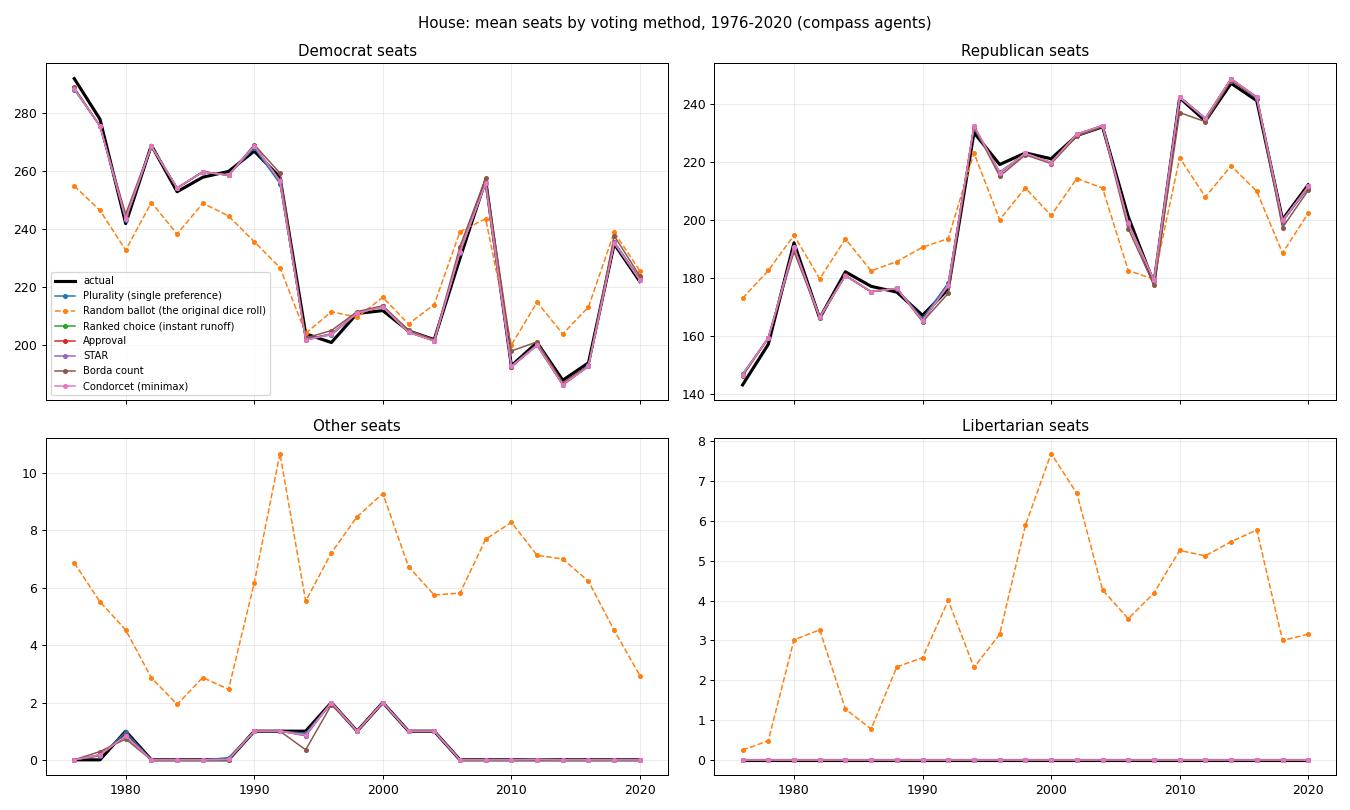 House: mean seats by voting method, 1976-2020 (compass agents)
Democrat seats
280
260
240
220
200
actual
Plurality (single preference)
Random ballot (the original dice roll)
Ranked choice (instant runoff)
Approval
STAR
Borda count
Condorcet (minimax)
Republican seats
240
220
200
180
160
140
Other seats
10
8
6
4
2
0
1980
1990
2000
2010
2020
Libertarian seats
8
7
6
5
4
3
2
1
0
1980
1990
2000
2010
2020